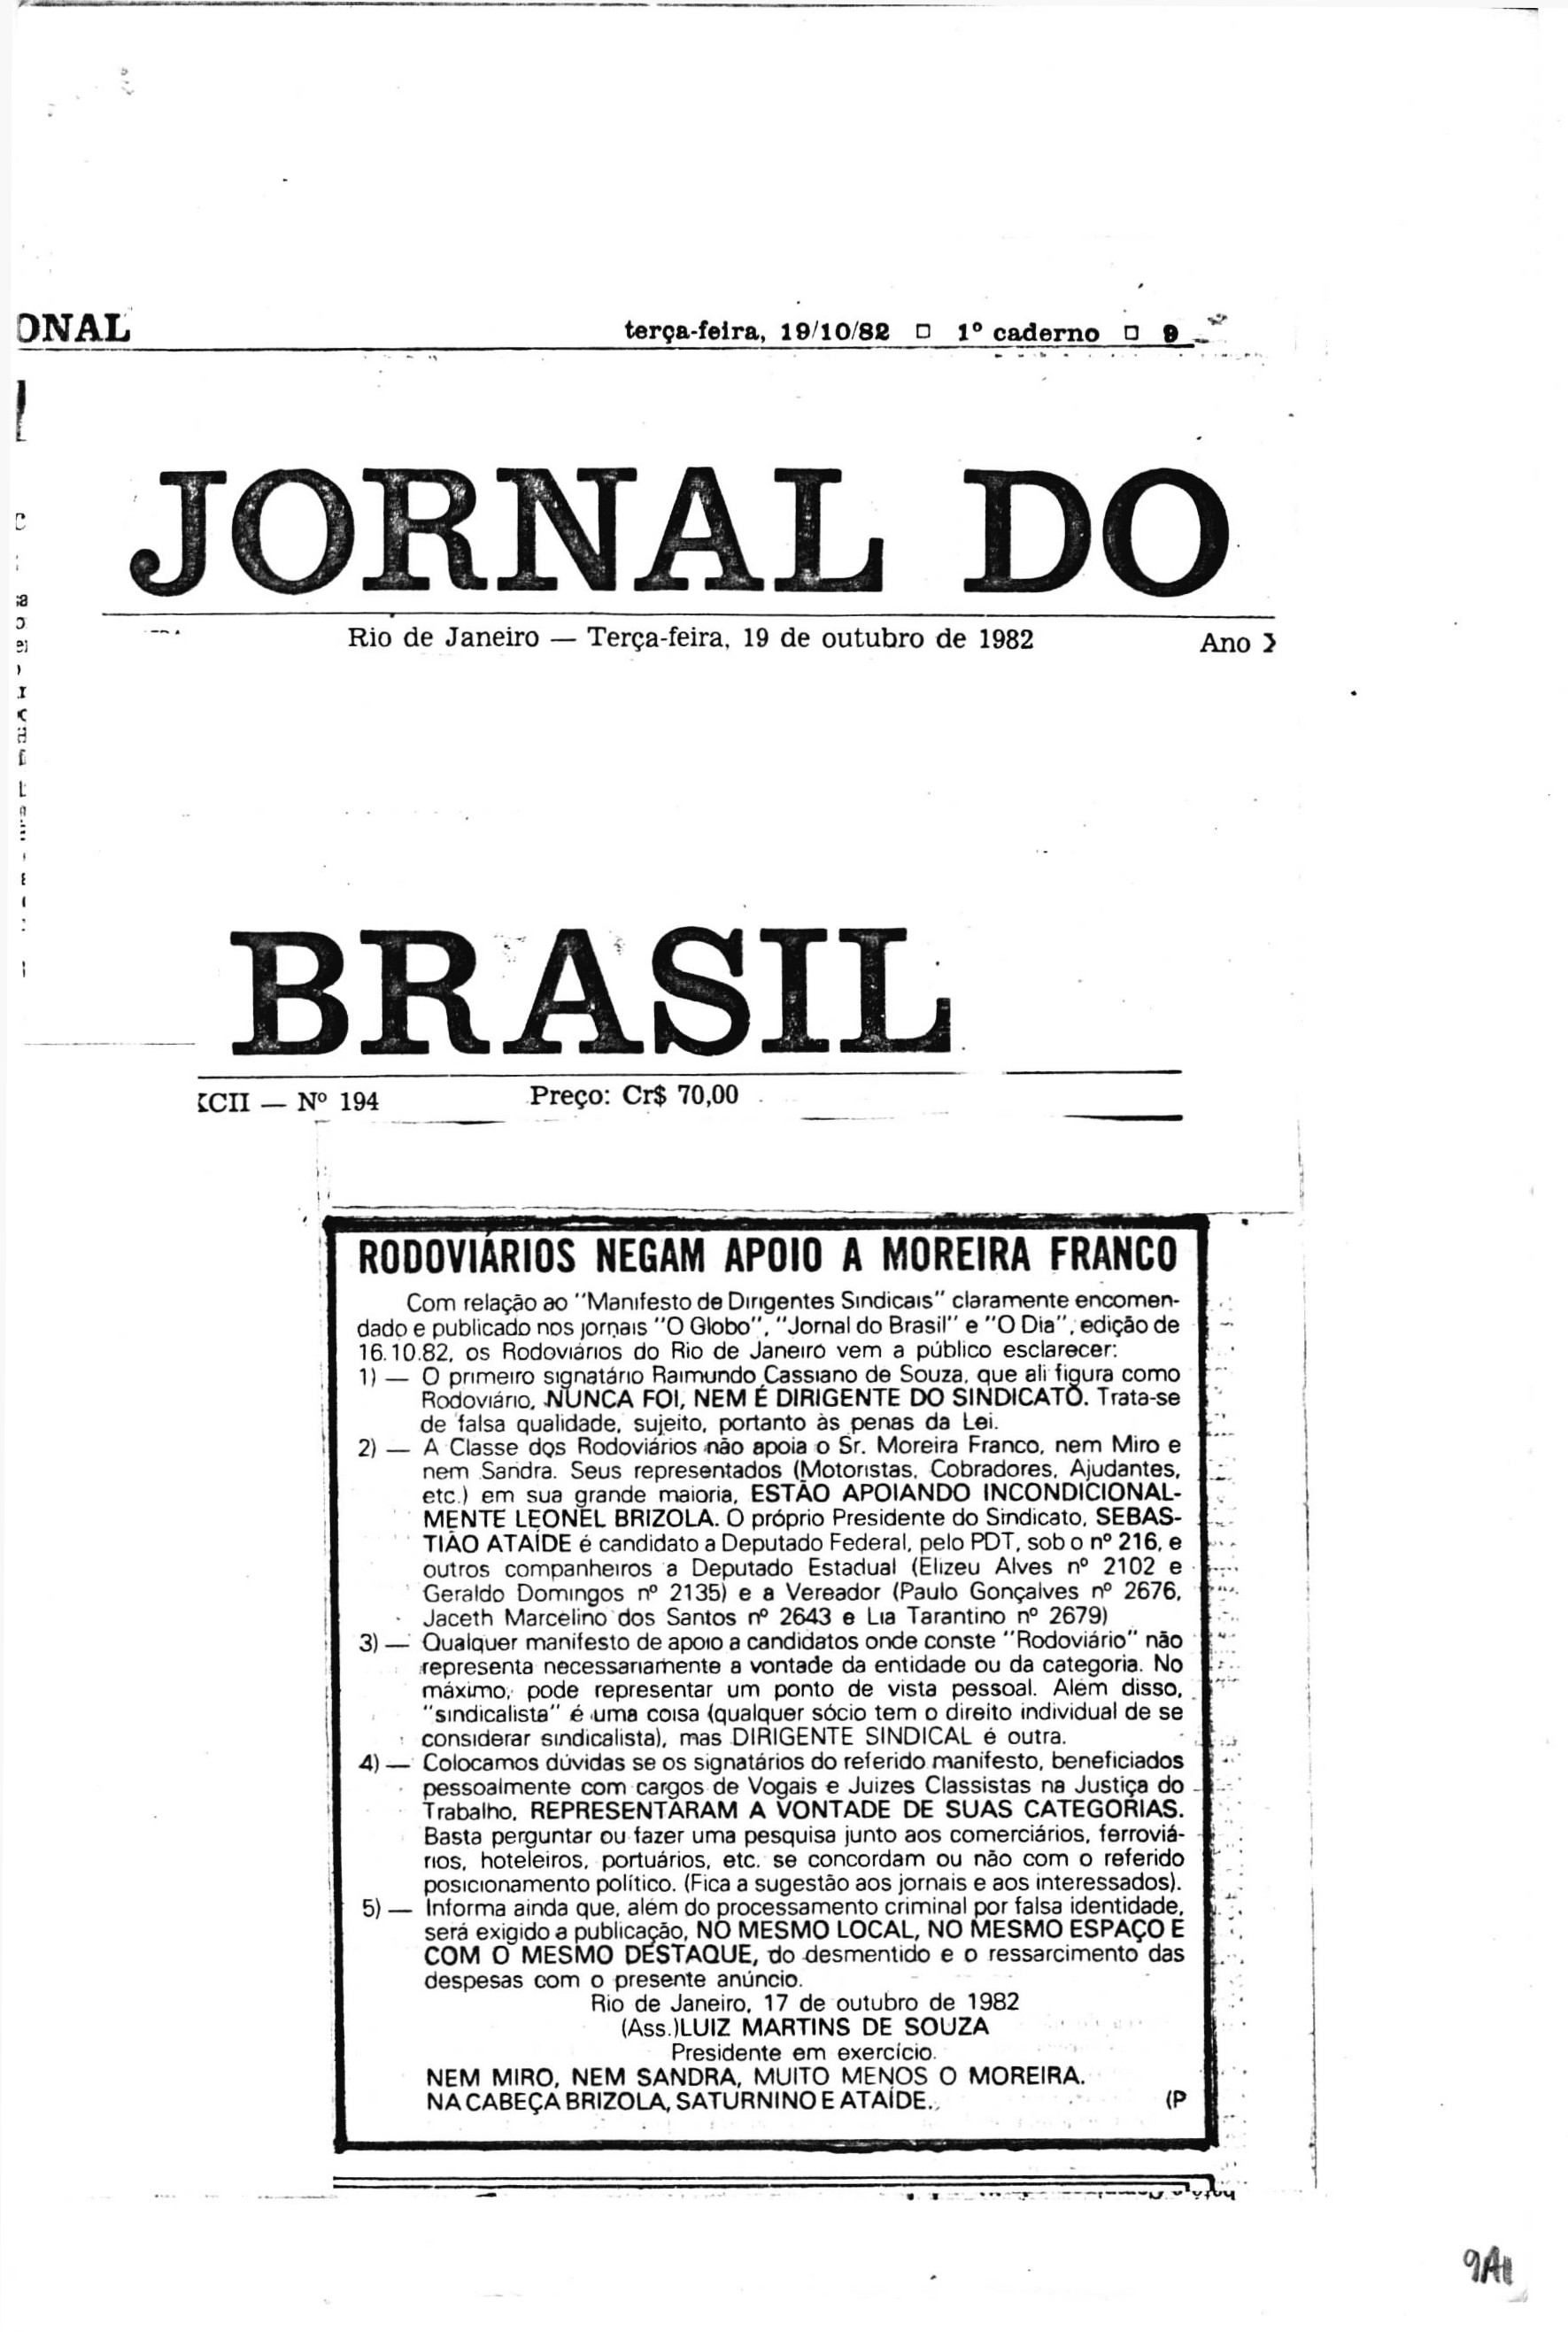 ONAL
terça-feira, 19/10/82 □ 1º caderno □ 9
JORNAL DO
Rio de Janeiro — Terça-feira, 19 de outubro de 1982 Ano
BRASIL
XCII — Nº 194 Preço: Cr$ 70,00
RODOVIÁRIOS NEGAM APOIO A MOREIRA FRANCO
Com relação ao "Manifesto de Dirigentes Sindicais" claramente encomen-
dado e publicado nos jornais "O Globo", "Jornal do Brasil" e "O Dia", edição de
16.10.82, os Rodoviários do Rio de Janeiro vem a público esclarecer:
1) — O primeiro signatário Raimundo Cassiano de Souza, que ali figura como
Rodoviário, NUNCA FOI, NEM É DIRIGENTE DO SINDICATO. Trata-se
de falsa qualidade, sujeito, portanto às penas da Lei.
2) — A Classe dos Rodoviários não apoia o Sr. Moreira Franco, nem Miro e
nem Sandra. Seus representados (Motoristas, Cobradores, Ajudantes,
etc.) em sua grande maioria, ESTÃO APOIANDO INCONDICIONAL-
MENTE LEONEL BRIZOLA. O próprio Presidente do Sindicato, SEBAS-
TIÃO ATAÍDE é candidato a Deputado Federal, pelo PDT, sob o nº 216, e
outros companheiros a Deputado Estadual (Elizeu Alves nº 2102 e
Geraldo Domingos nº 2135) e a Vereador (Paulo Gonçalves nº 2676,
Jaceth Marcelino dos Santos nº 2643 e Lia Tarantino nº 2679)
3) — Qualquer manifesto de apoio a candidatos onde conste "Rodoviário" não
representa necessariamente a vontade da entidade ou da categoria. No
máximo, pode representar um ponto de vista pessoal. Além disso,
"sindicalista" é uma coisa (qualquer sócio tem o direito individual de se
considerar sindicalista), mas DIRIGENTE SINDICAL é outra.
4) — Colocamos dúvidas se os signatários do referido manifesto, beneficiados
pessoalmente com cargos de Vogais e Juizes Classistas na Justiça do
Trabalho, REPRESENTARAM A VONTADE DE SUAS CATEGORIAS.
Basta perguntar ou fazer uma pesquisa junto aos comerciários, ferroviá-
rios, hoteleiros, portuários, etc. se concordam ou não com o referido
posicionamento político. (Fica a sugestão aos jornais e aos interessados).
5) — Informa ainda que, além do processamento criminal por falsa identidade,
será exigido a publicação, NO MESMO LOCAL, NO MESMO ESPAÇO E
COM O MESMO DESTAQUE, do desmentido e o ressarcimento das
despesas com o presente anúncio.
Rio de Janeiro, 17 de outubro de 1982
(Ass.)LUIZ MARTINS DE SOUZA
Presidente em exercício.
NEM MIRO, NEM SANDRA, MUITO MENOS O MOREIRA.
NA CABEÇA BRIZOLA, SATURNINO E ATAÍDE. (P